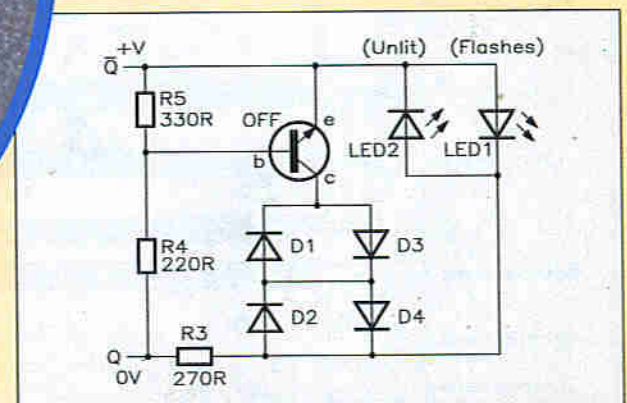 +V
Q̅
(Unlit) (Flashes)
R5
330R
OFF
e
b
c
LED2
LED1
D1
D3
R4
220R
D2
D4
R3
Q
0V
270R